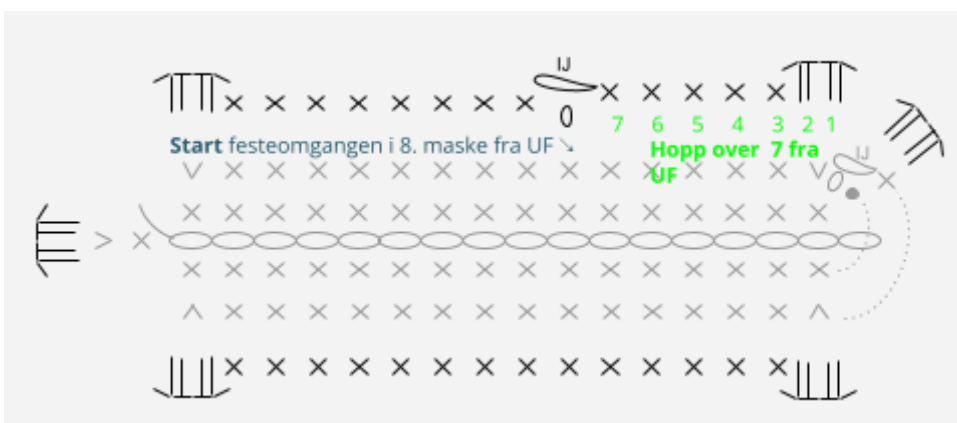 IJ
7 6 5 4 3 2 1
Start festeomgangen i 8. maske fra UF ↘
Hopp over 7 fra
UF
IJ